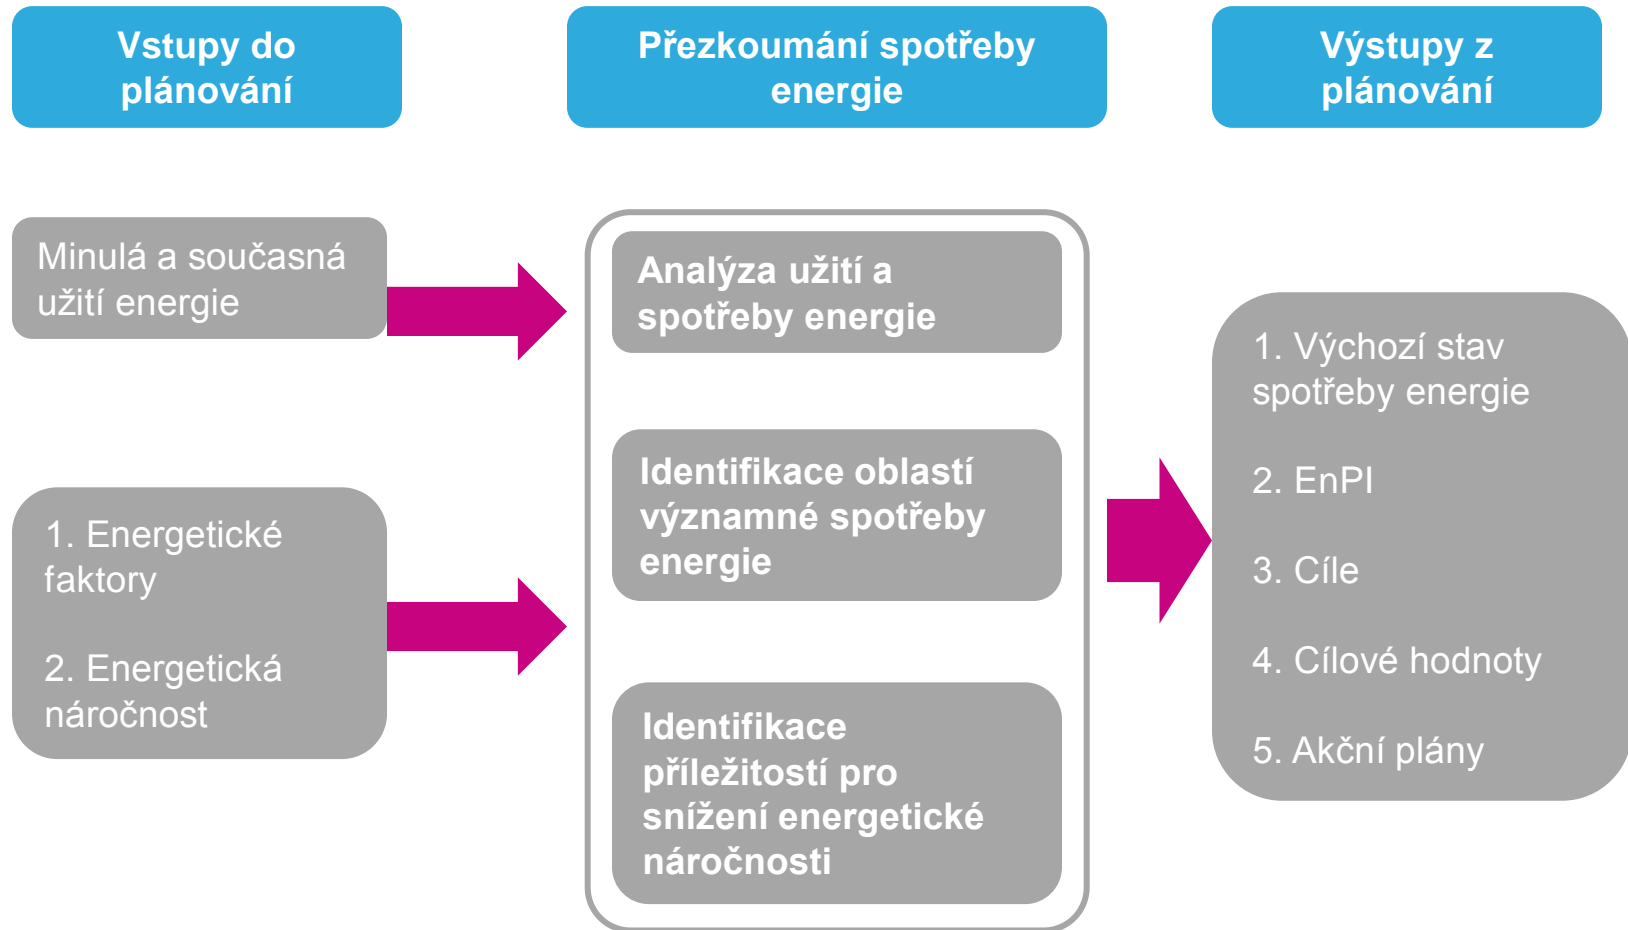 Vstupy do
plánování
Přezkoumání spotřeby
energie
Výstupy z
plánování
Minulá a současná
užití energie
1. Energetické
faktory
2. Energetická
náročnost
Analýza užití a
spotřeby energie
Identifikace oblastí
významné spotřeby
energie
Identifikace
příležitostí pro
snížení energetické
náročnosti
1. Výchozí stav
spotřeby energie
2. EnPI
3. Cíle
4. Cílové hodnoty
5. Akční plány